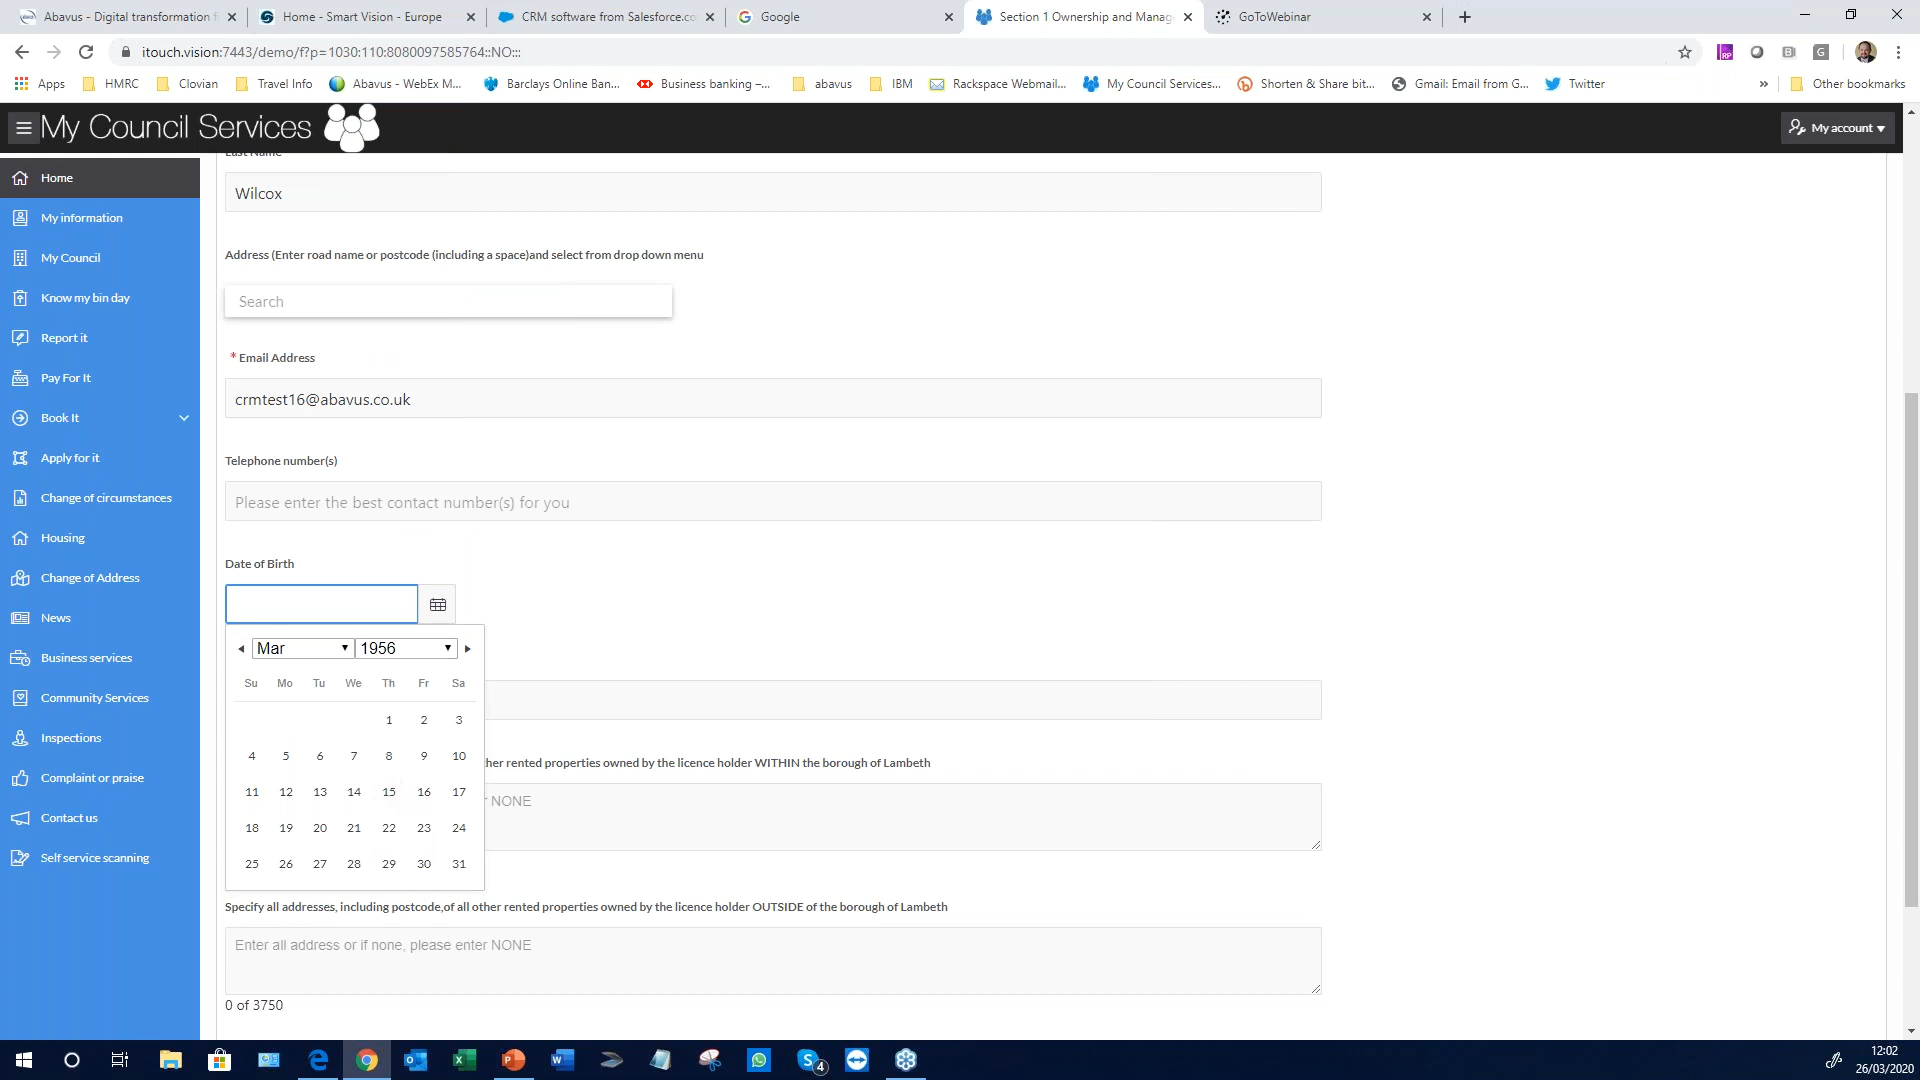 Abavus - Digital transformation f
Home - Smart Vision - Europe
CRM software from Salesforce.co
Google
Section 1 Ownership and Manag
GoToWebinar
itouch.vision:7443/demo/f?p=1030:110:8080097585764::NO:::
Apps
HMRC
Clovian
Travel Info
Abavus - WebEx M...
Barclays Online Ban...
Business banking –...
abavus
IBM
Rackspace Webmail...
My Council Services...
Shorten & Share bit...
Gmail: Email from G...
Twitter
»
Other bookmarks
My Council Services
My account
Home
My information
My Council
Know my bin day
Report it
Pay For It
Book It
Apply for it
Change of circumstances
Housing
Change of Address
News
Business services
Community Services
Inspections
Complaint or praise
Contact us
Self service scanning
Last Name
Wilcox
Address (Enter road name or postcode (including a space)and select from drop down menu
Search
* Email Address
crmtest16@abavus.co.uk
Telephone number(s)
Please enter the best contact number(s) for you
Date of Birth
Mar 1956
Su Mo Tu We Th Fr Sa
1 2 3
4 5 6 7 8 9 10
11 12 13 14 15 16 17
18 19 20 21 22 23 24
25 26 27 28 29 30 31
her rented properties owned by the licence holder WITHIN the borough of Lambeth
NONE
Specify all addresses, including postcode,of all other rented properties owned by the licence holder OUTSIDE of the borough of Lambeth
Enter all address or if none, please enter NONE
0 of 3750
4
12:02
26/03/2020